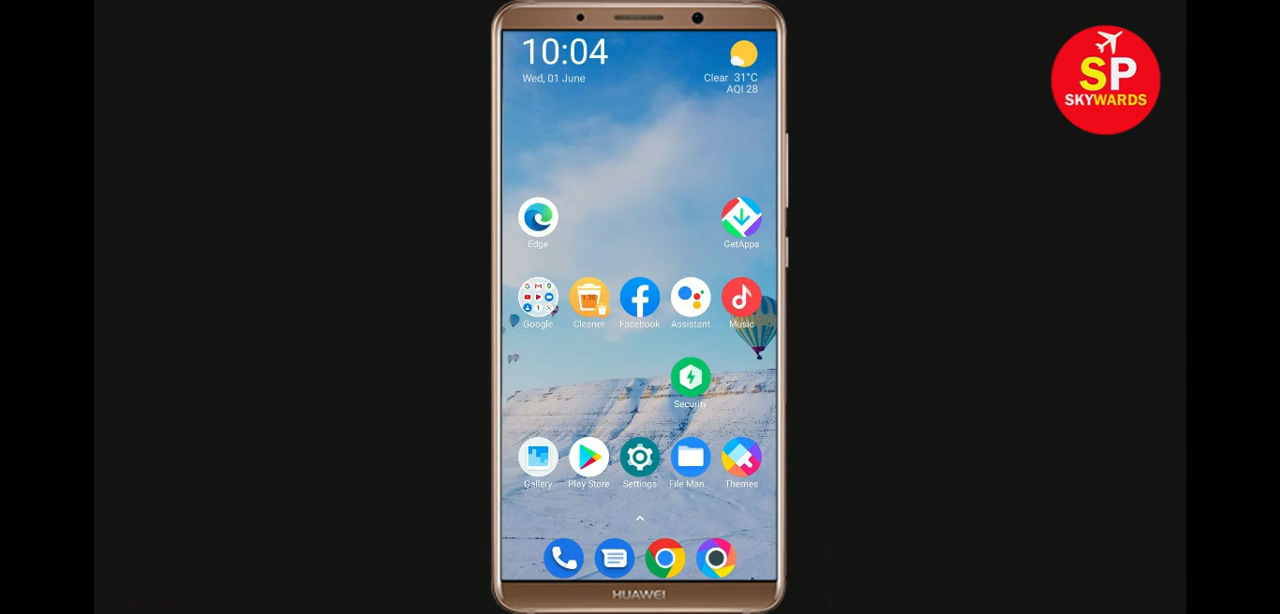 10:04
Wed, 01 June
Clear 31°C
AQI 28
SP
SKYWARDS
Edge
GetApps
Google
Cleaner
Facebook
Assistant
Music
Security
Gallery
Play Store
Settings
File Man..
Themes
HUAWEI